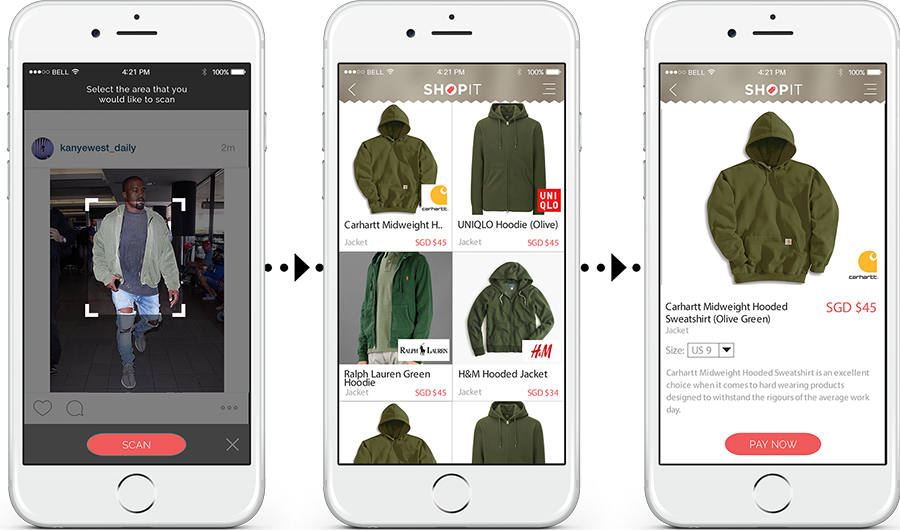 BELL 4:21 PM 100%
Select the area that you
would like to scan
kanyewest_daily 2m
SCAN
BELL 4:21 PM 100%
SHOPIT
carhartt
UNI
QLO
Carhartt Midweight H..
Jacket SGD $45
UNIQLO Hoodie (Olive)
Jacket SGD $45
RALPH LAUREN
H&M
Ralph Lauren Green
Hoodie
Jacket SGD $45
H&M Hooded Jacket
Jacket SGD $34
BELL 4:21 PM 100%
SHOPIT
carhartt
Carhartt Midweight Hooded
Sweatshirt (Olive Green)
SGD $45
Jacket
Size: US 9
Carhartt Midweight Hooded Sweatshirt is an excellent
choice when it comes to hard wearing products
designed to withstand the rigours of the average work
day.
PAY NOW